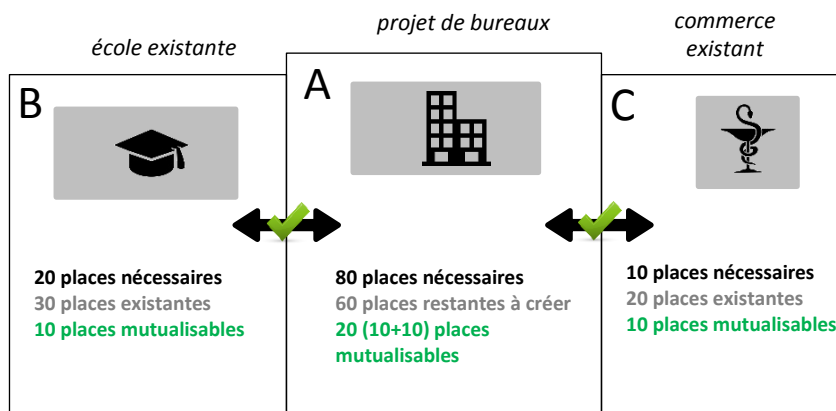 école existante
projet de bureaux
commerce
existant
B
20 places nécessaires
30 places existantes
10 places mutualisables
A
80 places nécessaires
60 places restantes à créer
20 (10+10) places
mutualisables
C
10 places nécessaires
20 places existantes
10 places mutualisables